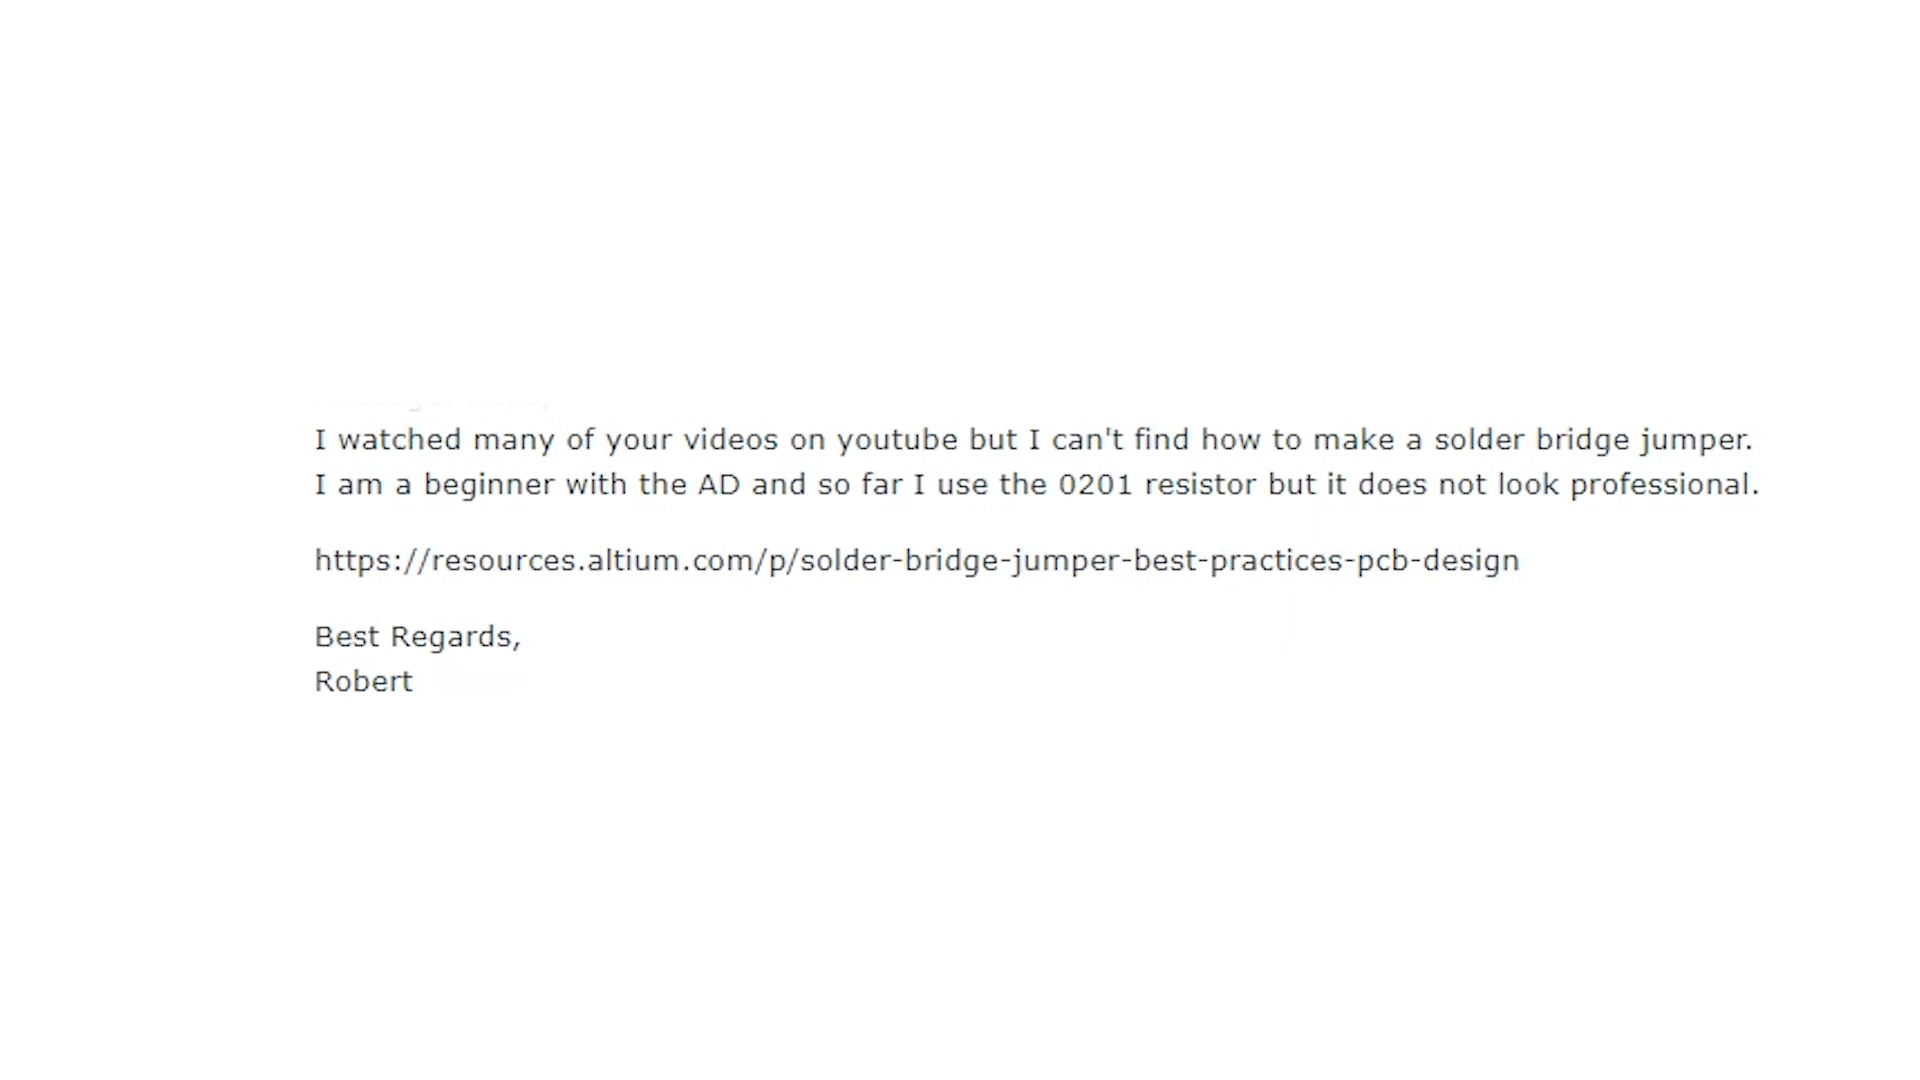 I watched many of your videos on youtube but I can't find how to make a solder bridge jumper.
I am a beginner with the AD and so far I use the 0201 resistor but it does not look professional.
https://resources.altium.com/p/solder-bridge-jumper-best-practices-pcb-design
Best Regards,
Robert